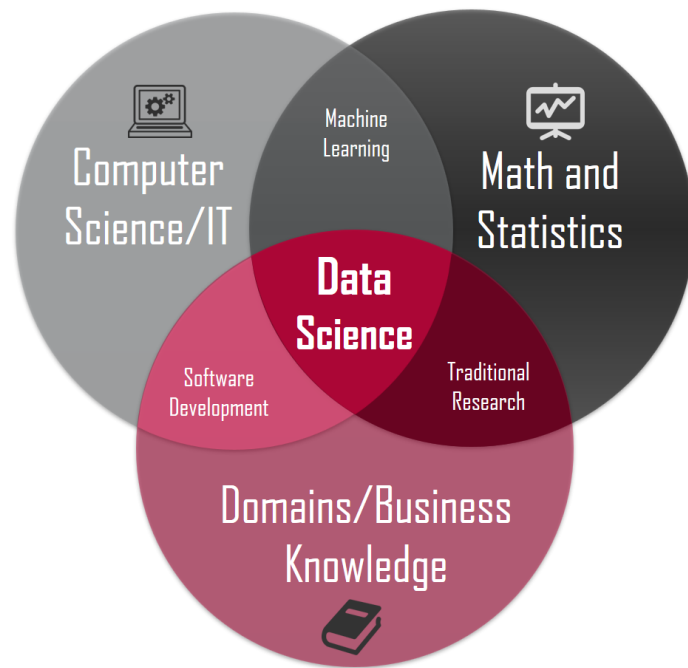 Machine
Learning
Computer
Science/IT
Math and
Statistics
Data
Science
Software
Development
Traditional
Research
Domains/Business
Knowledge